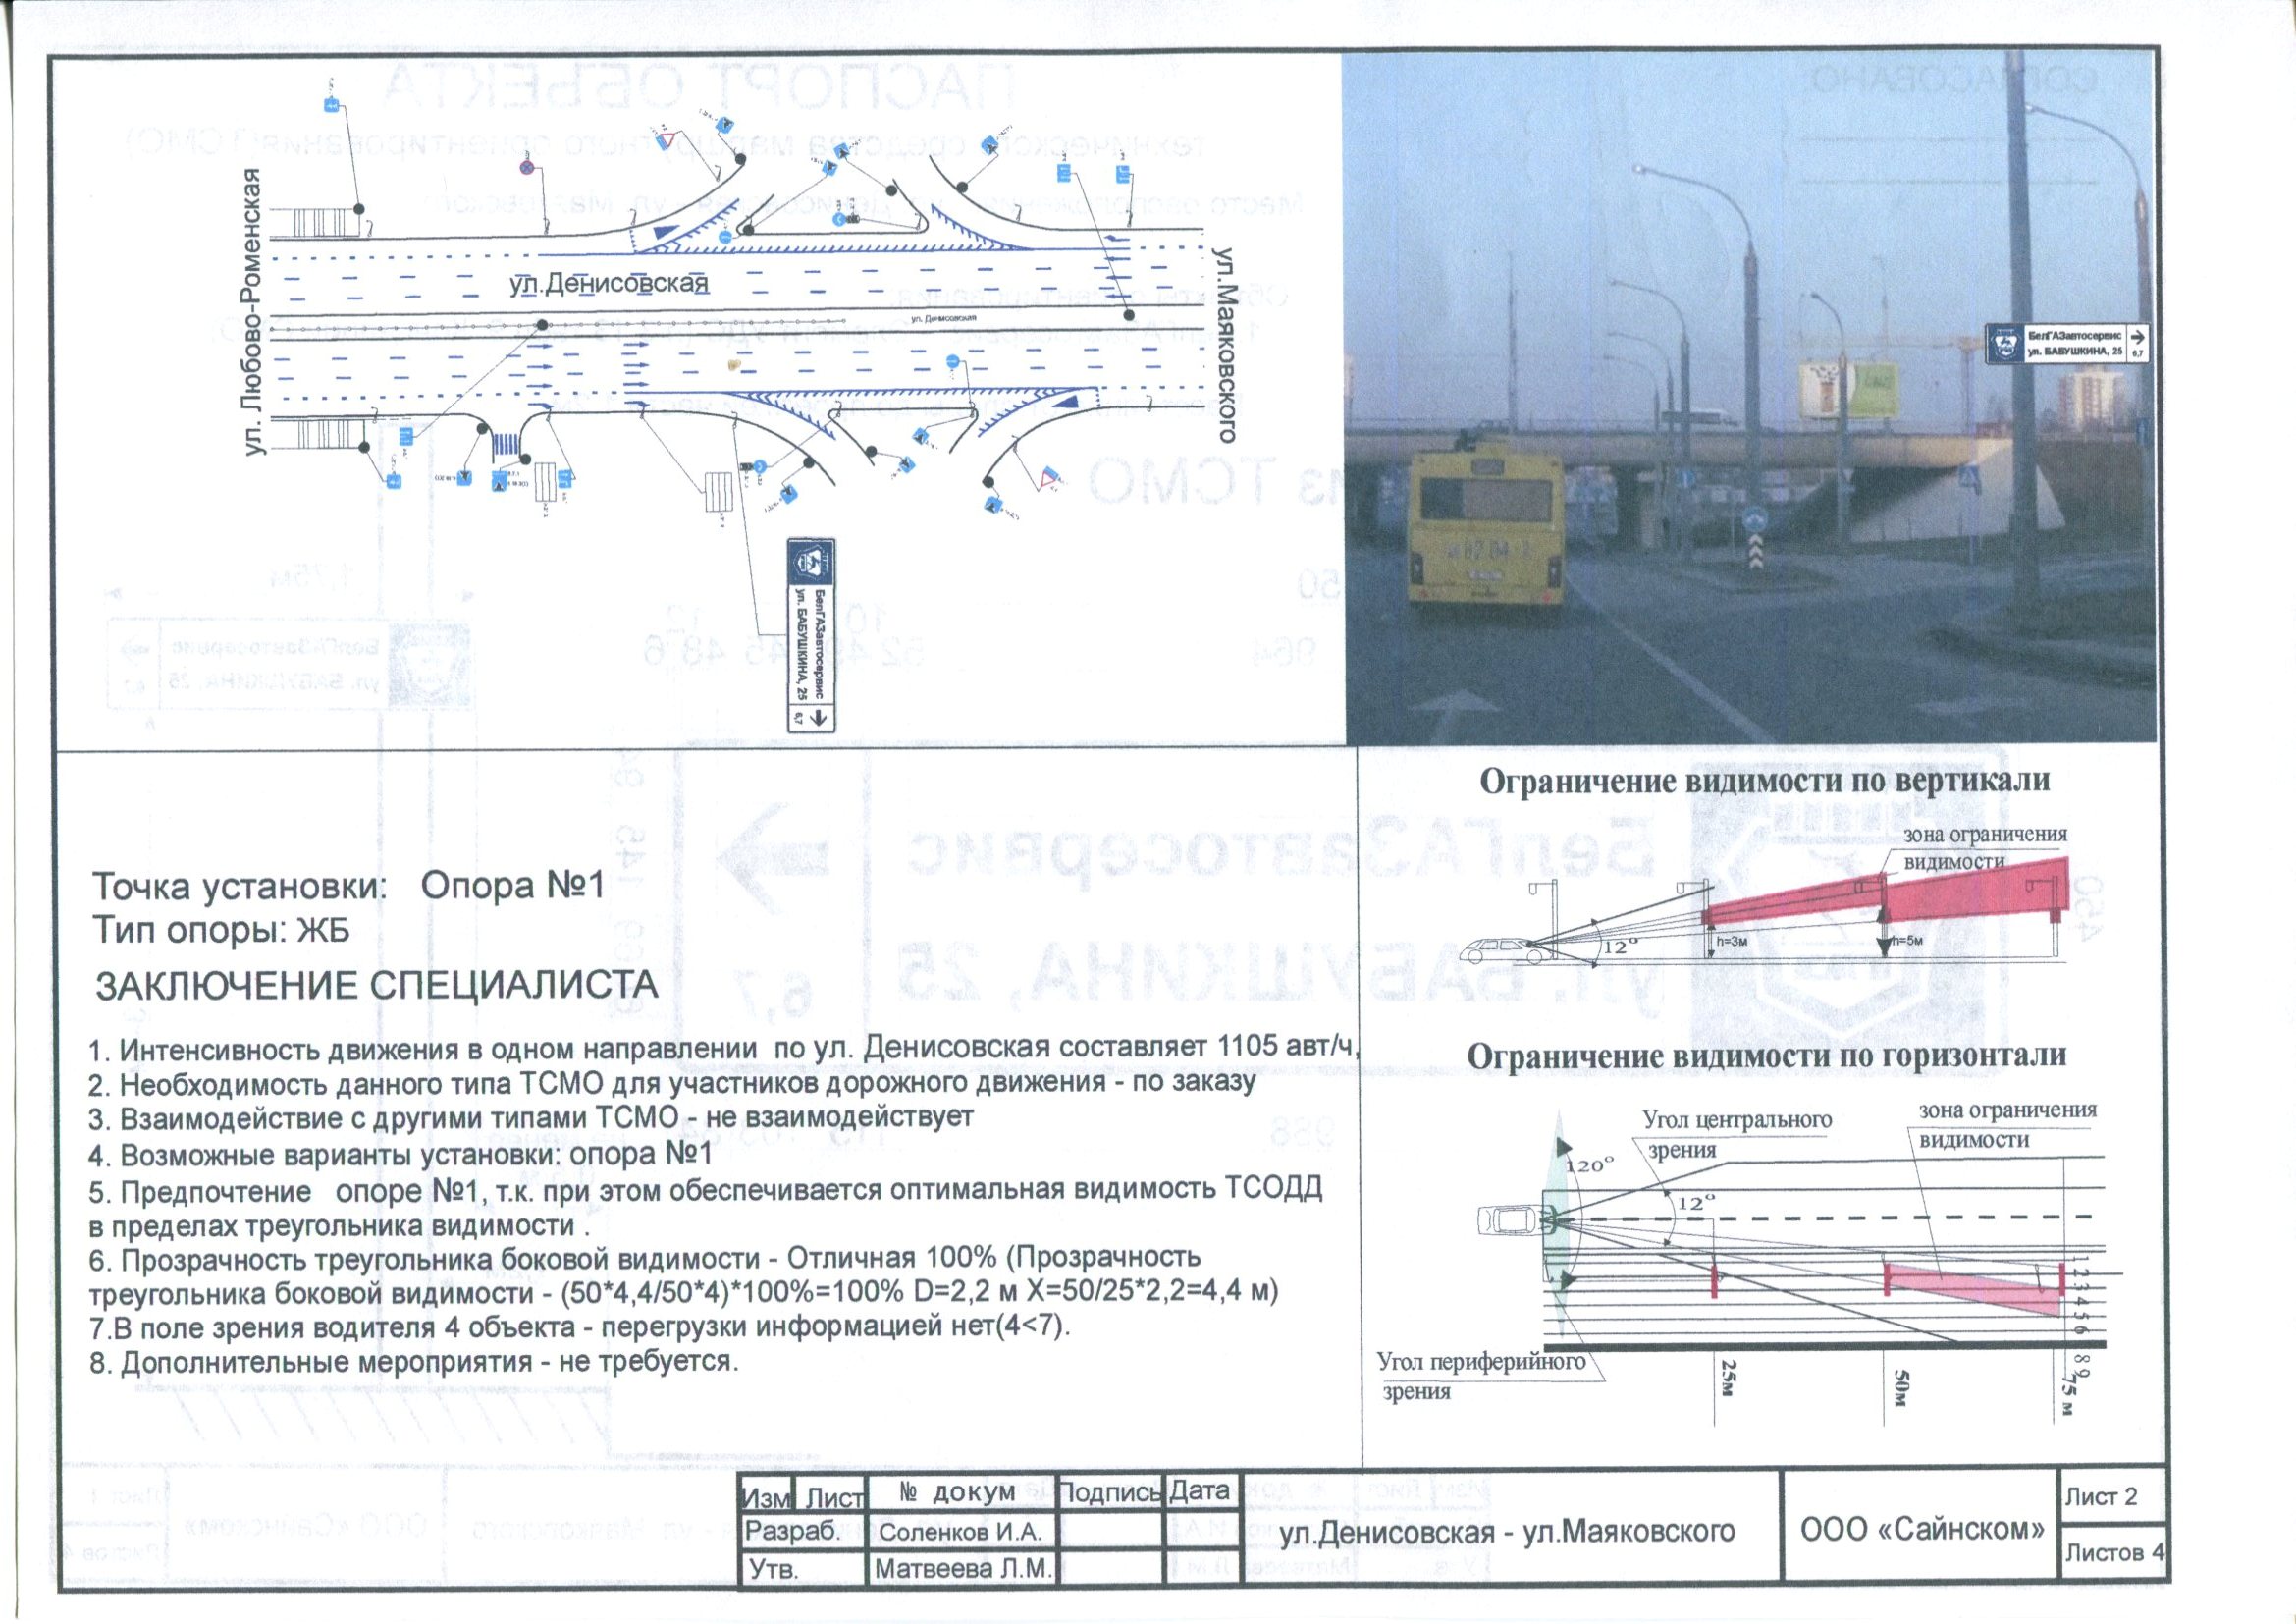 ул. Любово-Роменская
ул.Денисовская
ул. Денисовская
ул.Маяковского
БелГАЗавтосервис
ул. БАБУШКИНА, 25
6,7
БелГАЗавтосервис
ул. БАБУШКИНА, 25
6,7
Точка установки: Опора №1
Тип опоры: ЖБ
ЗАКЛЮЧЕНИЕ СПЕЦИАЛИСТА
1. Интенсивность движения в одном направлении по ул. Денисовская составляет 1105 авт/ч,
2. Необходимость данного типа ТСМО для участников дорожного движения - по заказу
3. Взаимодействие с другими типами ТСМО - не взаимодействует
4. Возможные варианты установки: опора №1
5. Предпочтение опоре №1, т.к. при этом обеспечивается оптимальная видимость ТСОДД
в пределах треугольника видимости .
6. Прозрачность треугольника боковой видимости - Отличная 100% (Прозрачность
треугольника боковой видимости - (50*4,4/50*4)*100%=100% D=2,2 м X=50/25*2,2=4,4 м)
7.В поле зрения водителя 4 объекта - перегрузки информацией нет(4<7).
8. Дополнительные мероприятия - не требуется.
Ограничение видимости по вертикали
зона ограничения
видимости
12°
h=3м
h=5м
Ограничение видимости по горизонтали
Угол центрального
зрения
зона ограничения
видимости
120°
12°
1 2 3 4 5 6 8 9
Угол периферийного
зрения
25м
50м
75 м
Изм Лист № докум Подпись Дата
Разраб. Соленков И.А.
Утв. Матвеева Л.М.
ул.Денисовская - ул.Маяковского
ООО «Сайнском»
Лист 2
Листов 4